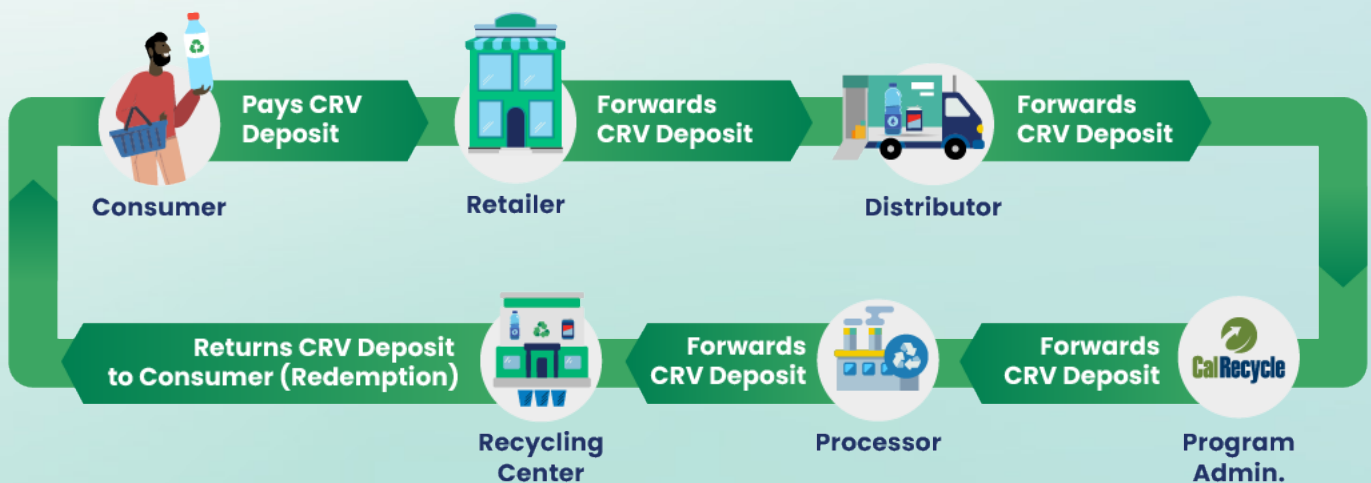 Pays CRV
Deposit
Forwards
CRV Deposit
Forwards
CRV Deposit
Consumer
Retailer
Distributor
Returns CRV Deposit
to Consumer (Redemption)
Forwards
CRV Deposit
Forwards
CRV Deposit
CalRecycle
Recycling
Center
Processor
Program
Admin.